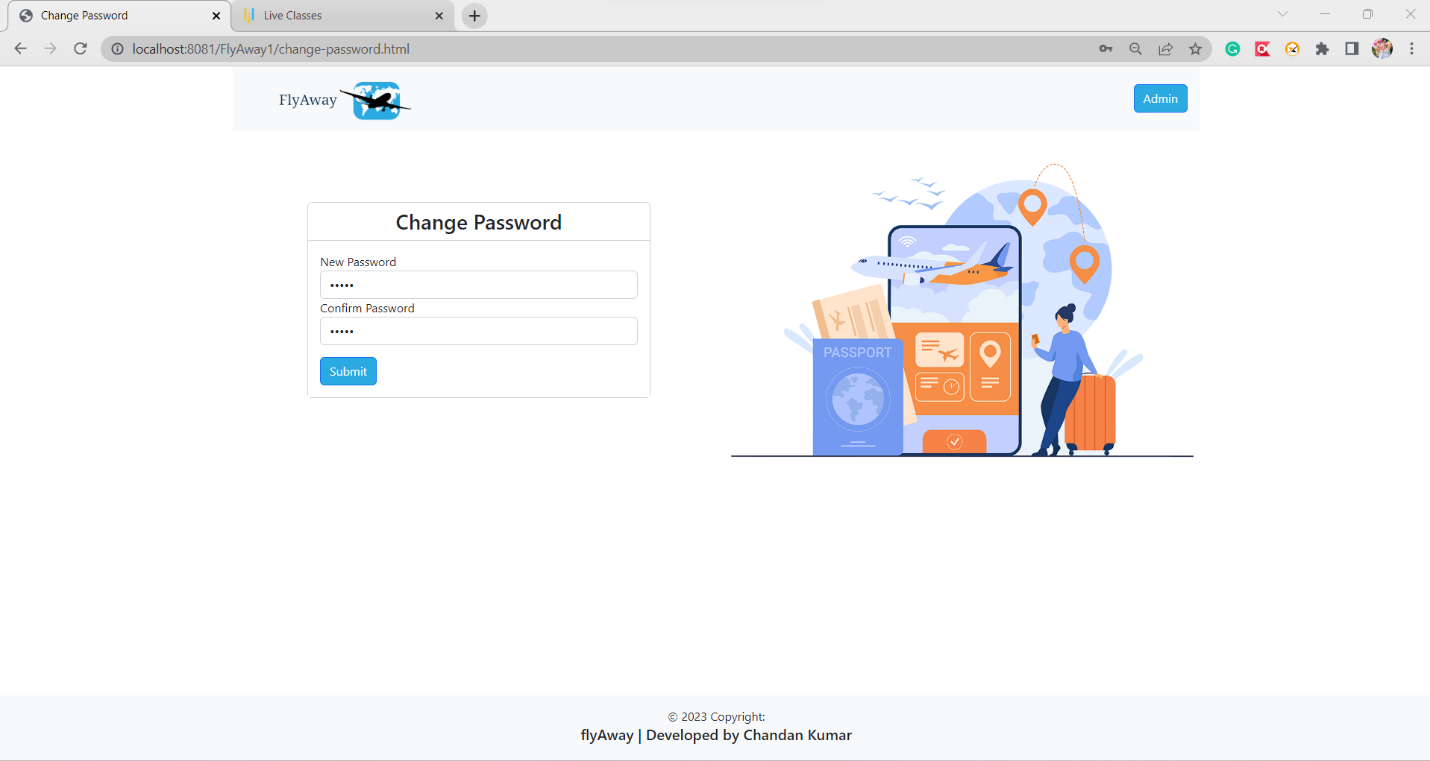 Change Password
Live Classes
localhost:8081/FlyAway1/change-password.html
FlyAway
Admin
Change Password
New Password
•••••
Confirm Password
•••••
Submit
PASSPORT
© 2023 Copyright:
flyAway | Developed by Chandan Kumar